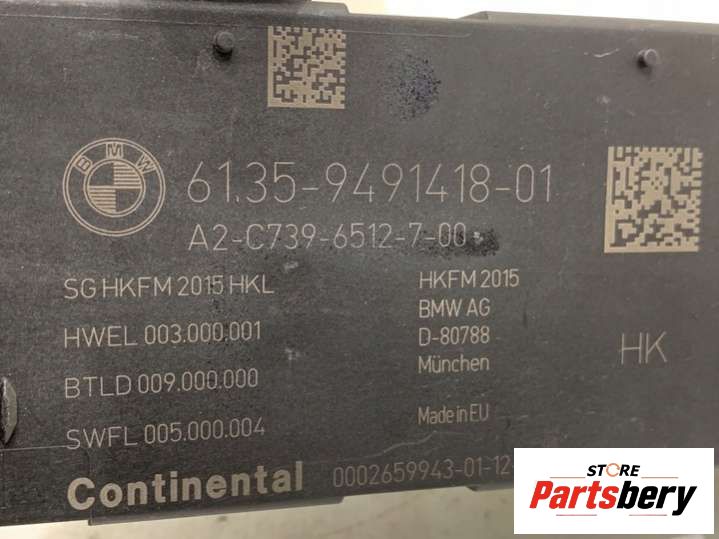 BMW
61.35-9491418-01
A2-C739-6512-7-00
SG HKFM 2015 HKL
HWEL 003.000.001
BTLD 009.000.000
SWFL 005.000.004
HKFM 2015
BMW AG
D-80788
München
Made in EU
HK
Continental 0002659943-01-12
STORE
Partsbery